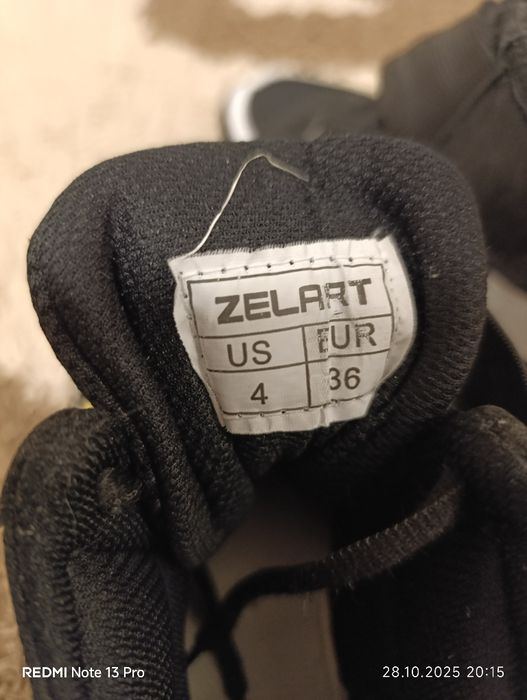 ZELART
US EUR
4 36
REDMI Note 13 Pro
28.10.2025 20:15